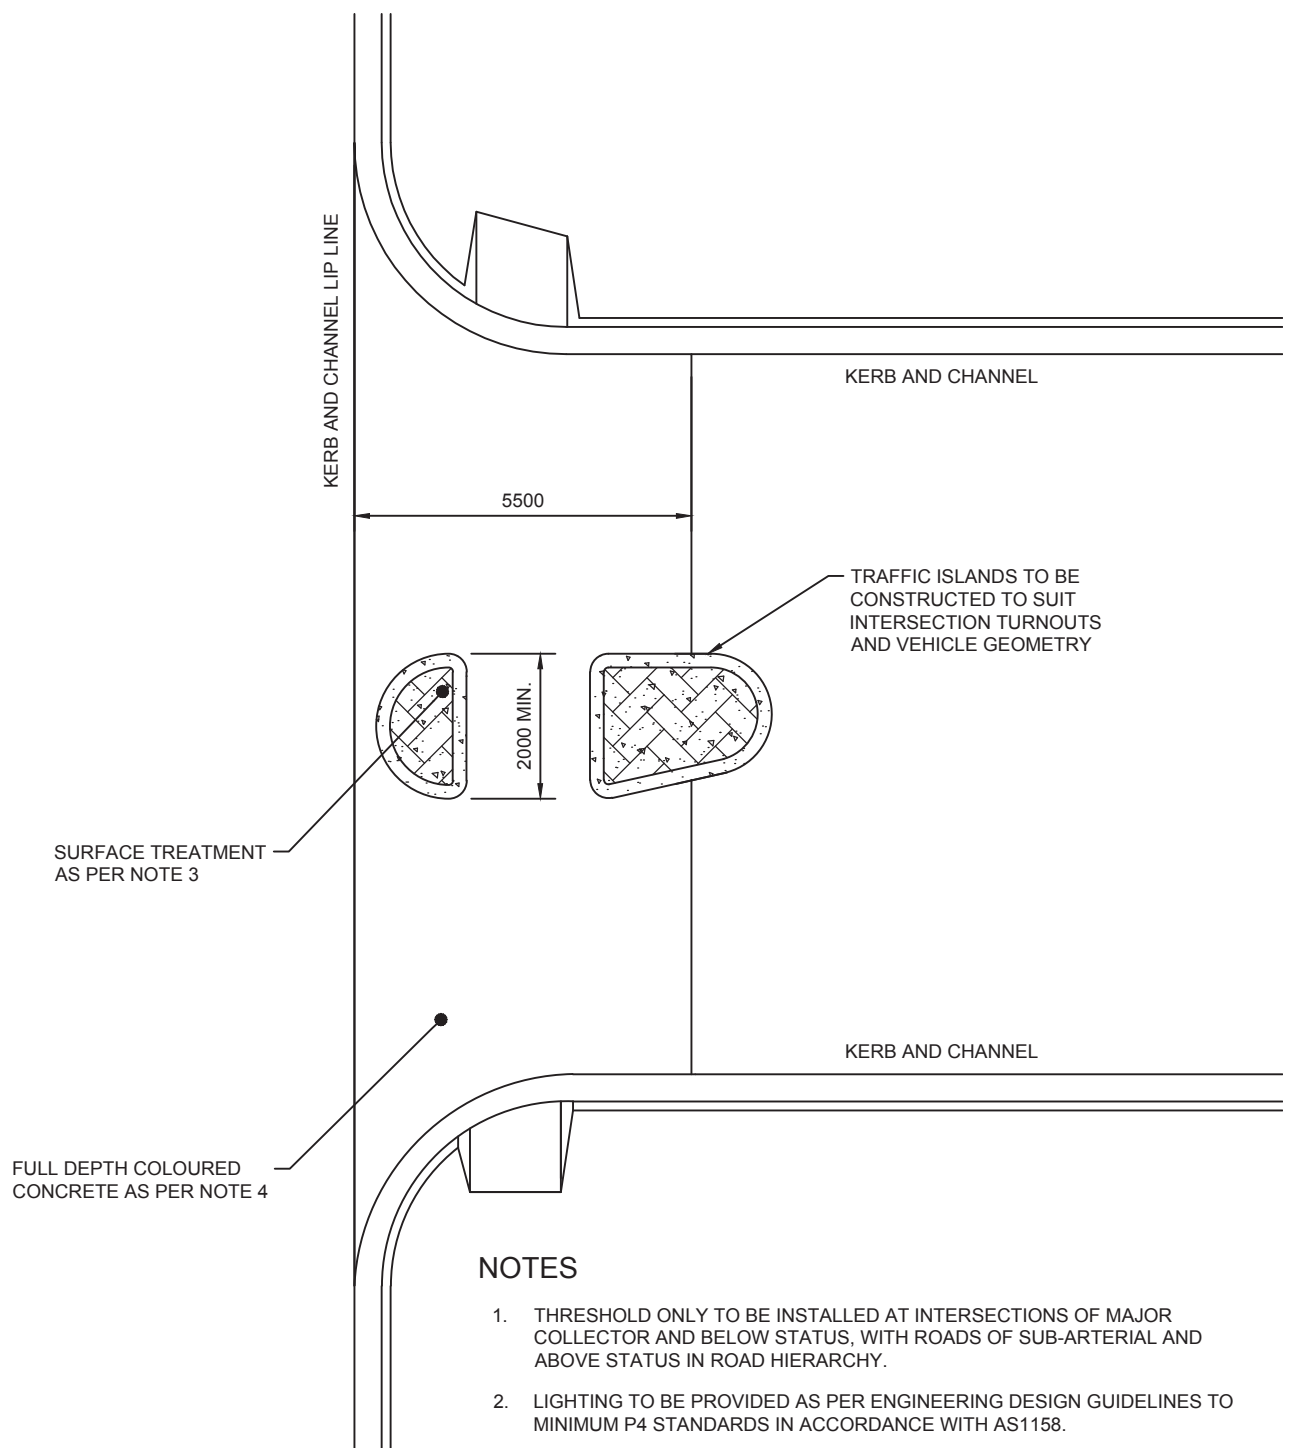 KERB AND CHANNEL LIP LINE
KERB AND CHANNEL
5500
TRAFFIC ISLANDS TO BE
CONSTRUCTED TO SUIT
INTERSECTION TURNOUTS
AND VEHICLE GEOMETRY
2000 MIN.
SURFACE TREATMENT
AS PER NOTE 3
KERB AND CHANNEL
FULL DEPTH COLOURED
CONCRETE AS PER NOTE 4
NOTES
1. THRESHOLD ONLY TO BE INSTALLED AT INTERSECTIONS OF MAJOR
COLLECTOR AND BELOW STATUS, WITH ROADS OF SUB-ARTERIAL AND
ABOVE STATUS IN ROAD HIERARCHY.
2. LIGHTING TO BE PROVIDED AS PER ENGINEERING DESIGN GUIDELINES TO
MINIMUM P4 STANDARDS IN ACCORDANCE WITH AS1158.